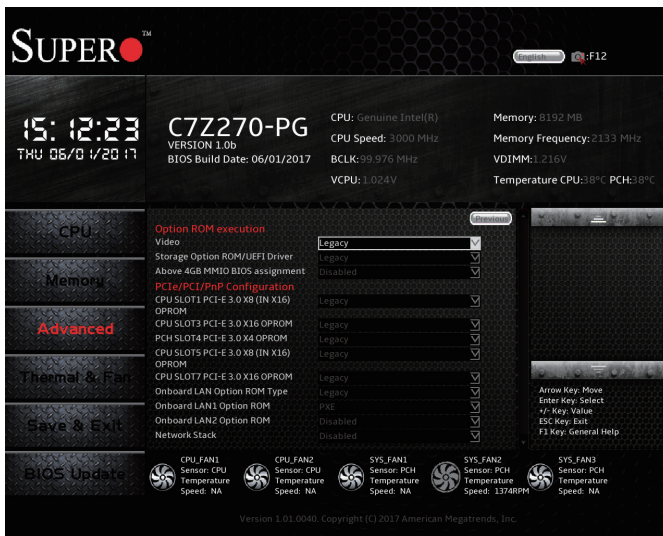 SUPER TM
English :F12
15:12:23
THU 06/01/2017
C7Z270-PG
VERSION 1.0b
BIOS Build Date: 06/01/2017
CPU: Genuine Intel(R)
CPU Speed: 3000 MHz
BCLK: 99.976 MHz
VCPU: 1.024V
Memory: 8192 MB
Memory Frequency: 2133 MHz
VDIMM: 1.216V
Temperature CPU:38°C PCH:38°C
CPU
Memory
Advanced
Thermal & Fan
Save & Exit
BIOS Update
Previous
Option ROM execution
Video Legacy
Storage Option ROM/UEFI Driver Legacy
Above 4GB MMIO BIOS assignment Disabled
PCIe/PCI/PnP Configuration
CPU SLOT1 PCI-E 3.0 X8 (IN X16) Legacy
OPROM
CPU SLOT3 PCI-E 3.0 X16 OPROM Legacy
PCH SLOT4 PCI-E 3.0 X4 OPROM Legacy
CPU SLOT5 PCI-E 3.0 X8 (IN X16) Legacy
OPROM
CPU SLOT7 PCI-E 3.0 X16 OPROM Legacy
Onboard LAN Option ROM Type Legacy
Onboard LAN1 Option ROM PXE
Onboard LAN2 Option ROM Disabled
Network Stack Disabled
Arrow Key: Move
Enter Key: Select
+/- Key: Value
ESC Key: Exit
F1 Key: General Help
CPU_FAN1
Sensor: CPU
Temperature
Speed: NA
CPU_FAN2
Sensor: CPU
Temperature
Speed: NA
SYS_FAN1
Sensor: PCH
Temperature
Speed: NA
SYS_FAN2
Sensor: PCH
Temperature
Speed: 1374RPM
SYS_FAN3
Sensor: PCH
Temperature
Speed: NA
Version 1.01.0040. Copyright (C) 2017 American Megatrends, Inc.